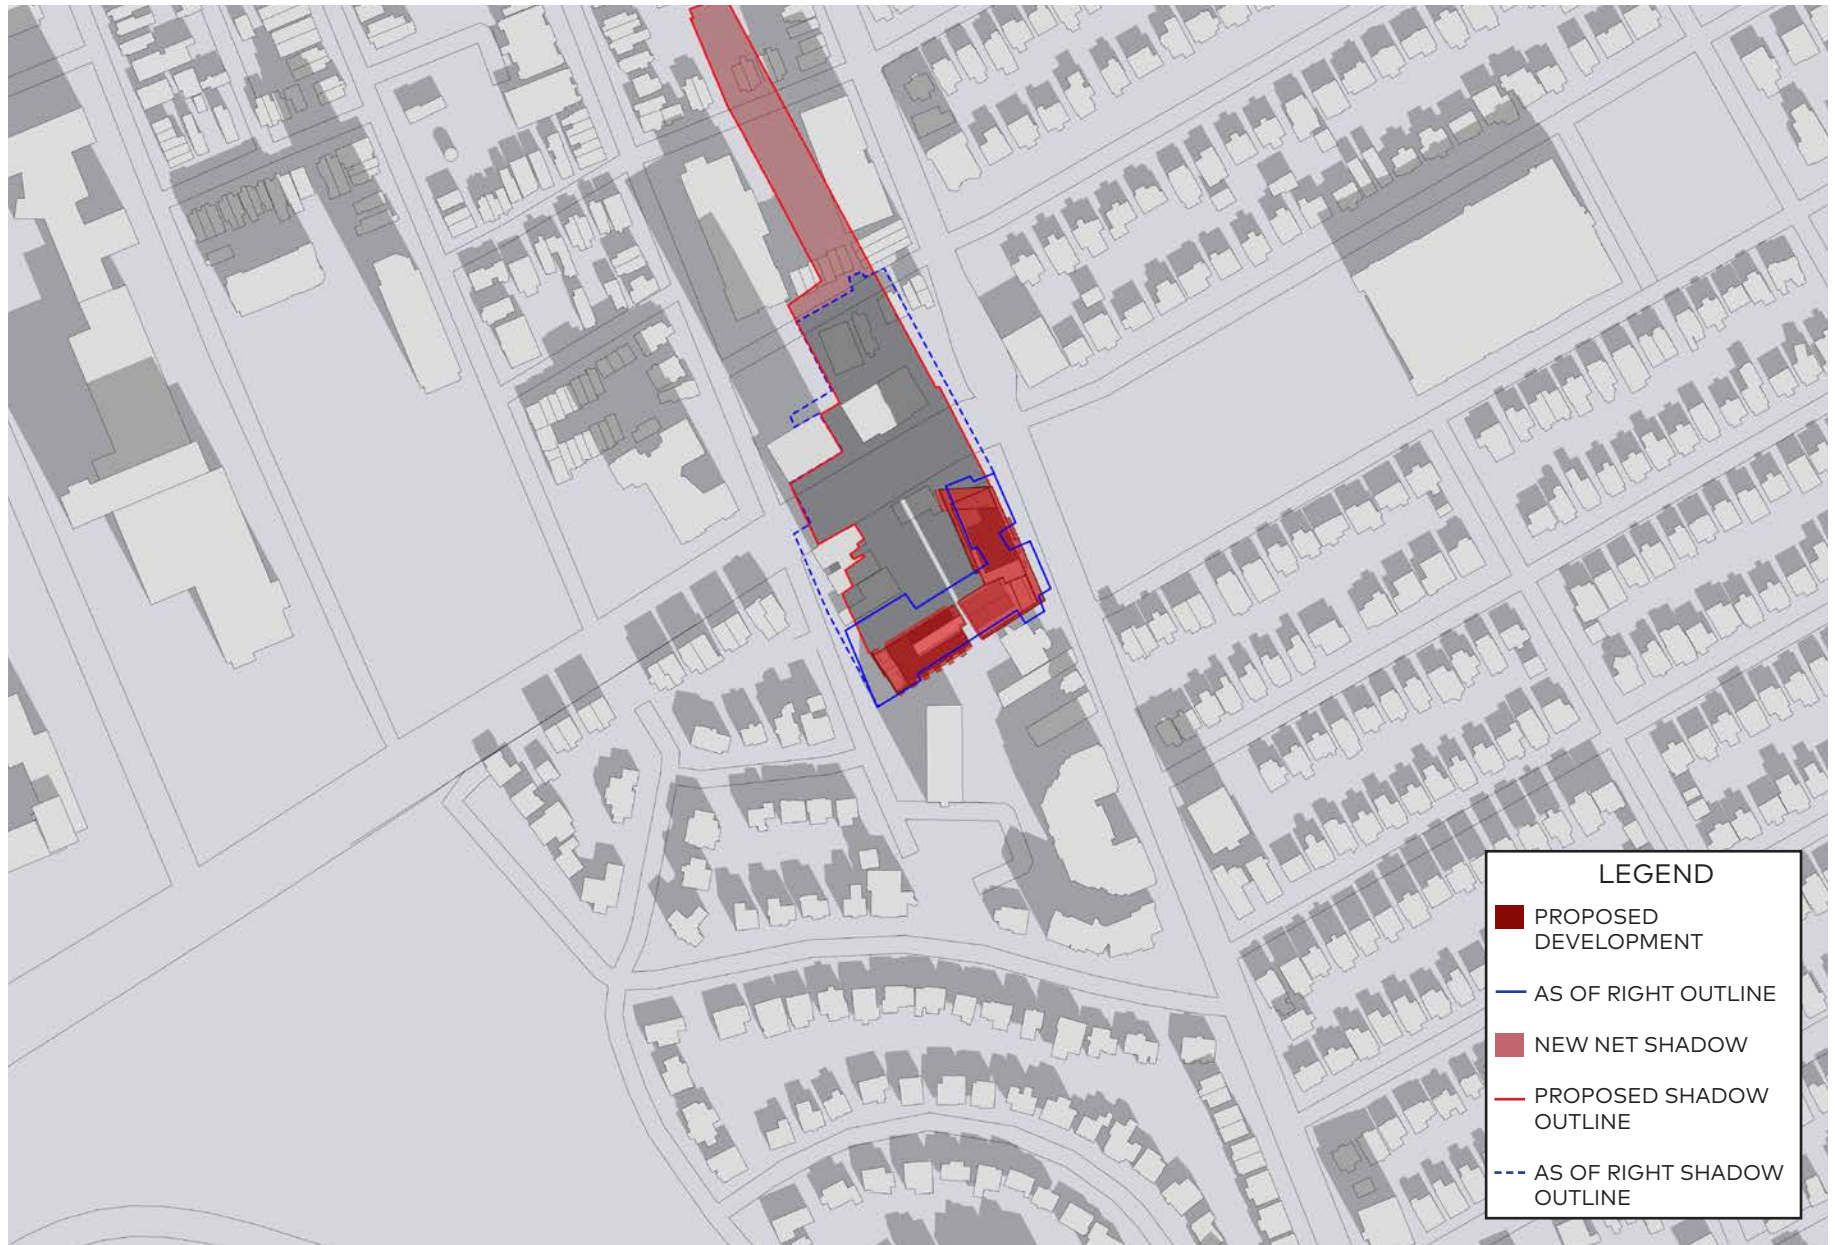 LEGEND
PROPOSED
DEVELOPMENT
AS OF RIGHT OUTLINE
NEW NET SHADOW
PROPOSED SHADOW
OUTLINE
AS OF RIGHT SHADOW
OUTLINE